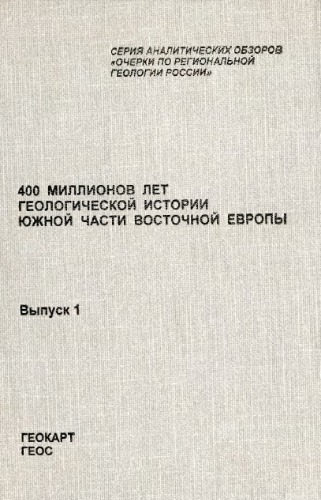 СЕРИЯ АНАЛИТИЧЕСКИХ ОБЗОРОВ
«ОЧЕРКИ ПО РЕГИОНАЛЬНОЙ
ГЕОЛОГИИ РОССИИ»
400 МИЛЛИОНОВ ЛЕТ
ГЕОЛОГИЧЕСКОЙ ИСТОРИИ
ЮЖНОЙ ЧАСТИ ВОСТОЧНОЙ ЕВРОПЫ
Выпуск 1
ГЕОКАРТ
ГЕОС